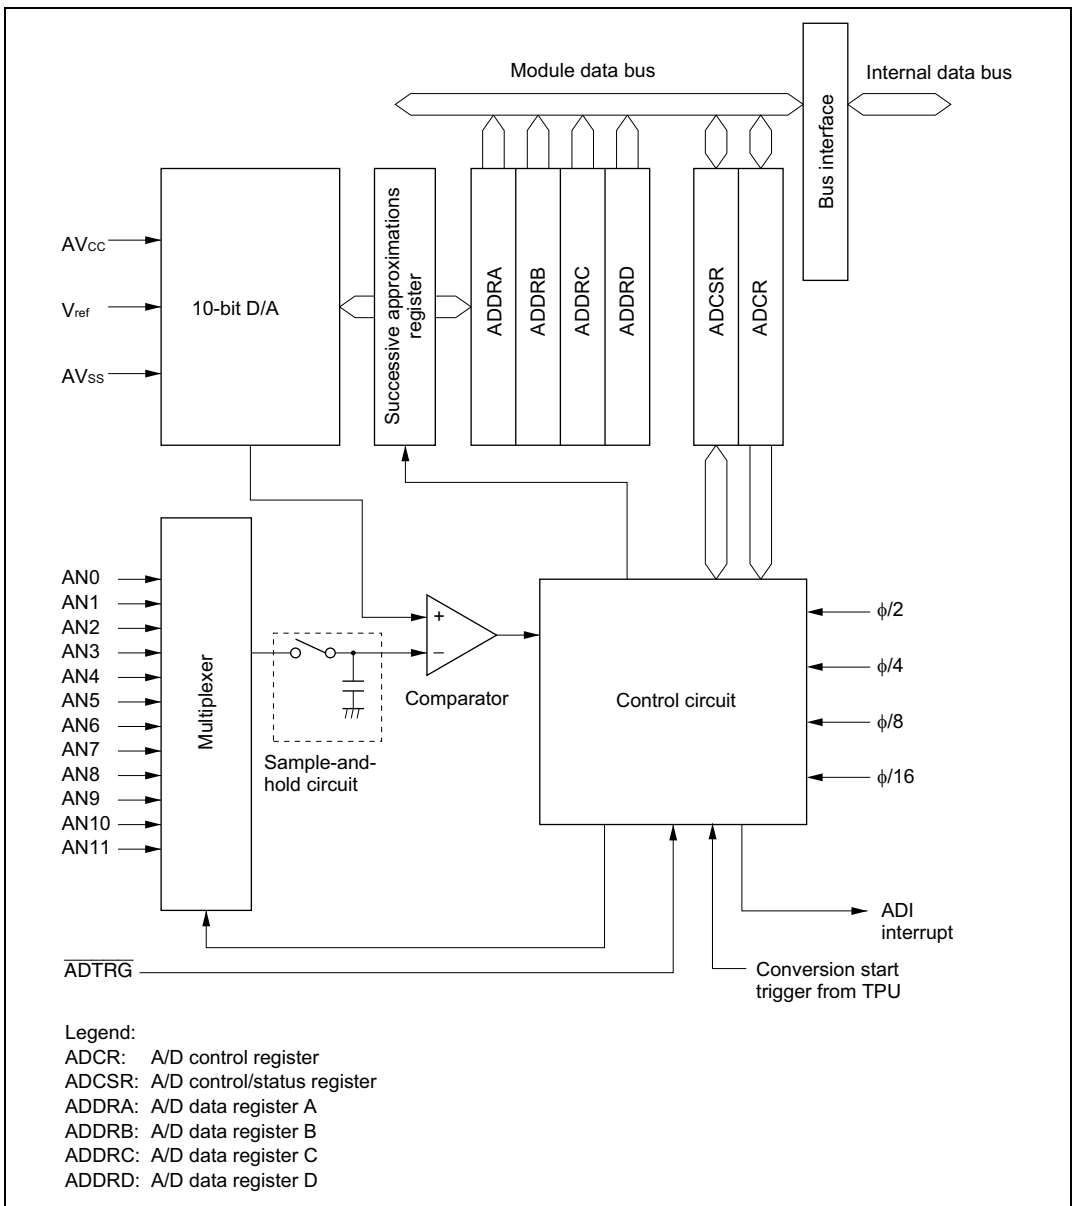 Module data bus
Internal data bus
Bus interface
AVCC
Vref
AVSS
10-bit D/A
Successive approximations
register
ADDRA
ADDRB
ADDRC
ADDRD
ADCSR
ADCR
AN0
AN1
AN2
AN3
AN4
AN5
AN6
AN7
AN8
AN9
AN10
AN11
Multiplexer
+
−
Comparator
Sample-and-
hold circuit
Control circuit
ϕ/2
ϕ/4
ϕ/8
ϕ/16
ADI
interrupt
ADTRG
Conversion start
trigger from TPU
Legend:
ADCR: A/D control register
ADCSR: A/D control/status register
ADDRA: A/D data register A
ADDRB: A/D data register B
ADDRC: A/D data register C
ADDRD: A/D data register D